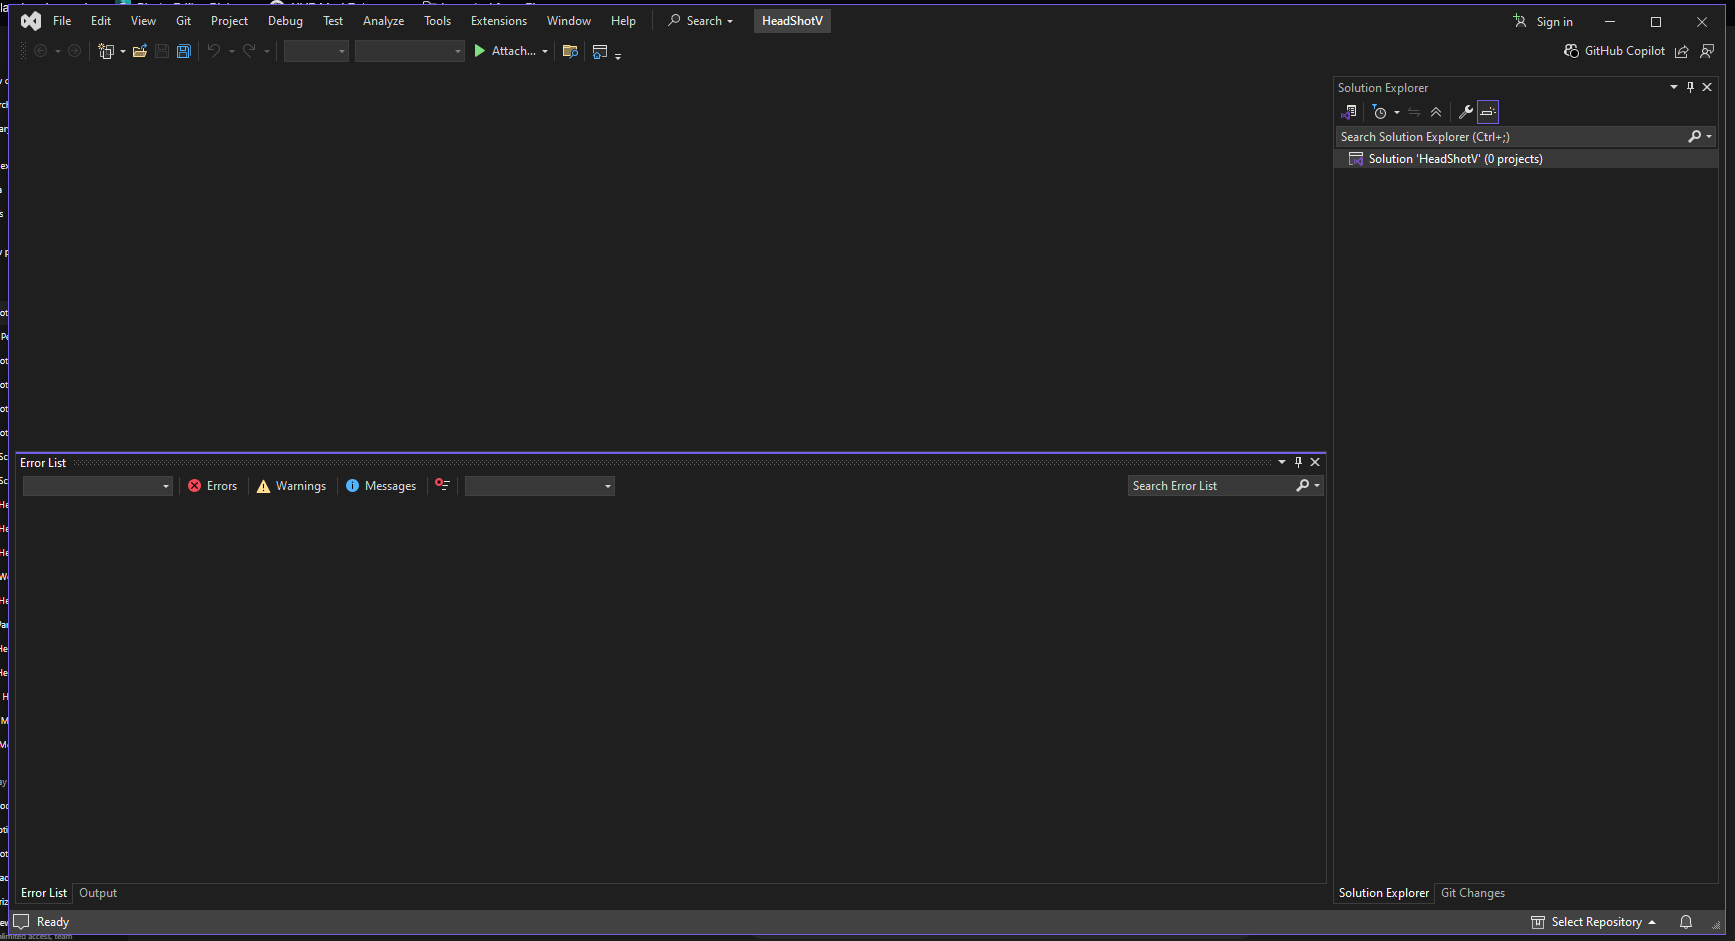 File Edit View Git Project Debug Test Analyze Tools Extensions Window Help Search HeadShotV Sign in
Attach... GitHub Copilot
Solution Explorer
Search Solution Explorer (Ctrl+;)
Solution 'HeadShotV' (0 projects)
Error List
Errors Warnings Messages Search Error List
Error List Output
Solution Explorer Git Changes
Ready Select Repository